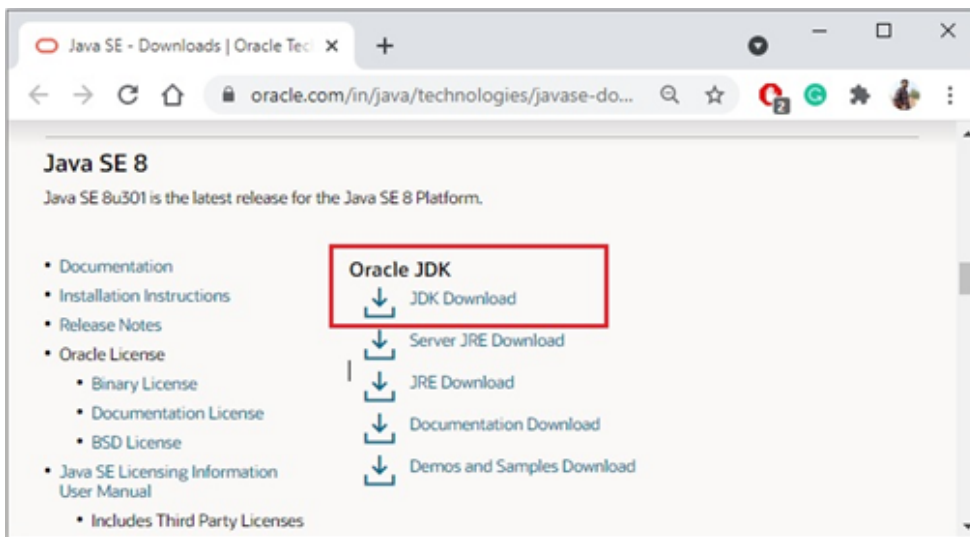 Java SE - Downloads | Oracle Tec
oracle.com/in/java/technologies/javase-do...
2
Java SE 8
Java SE 8u301 is the latest release for the Java SE 8 Platform.
Documentation
Installation Instructions
Release Notes
Oracle License
Binary License
Documentation License
BSD License
Java SE Licensing Information
User Manual
Includes Third Party Licenses
Oracle JDK
JDK Download
Server JRE Download
JRE Download
Documentation Download
Demos and Samples Download